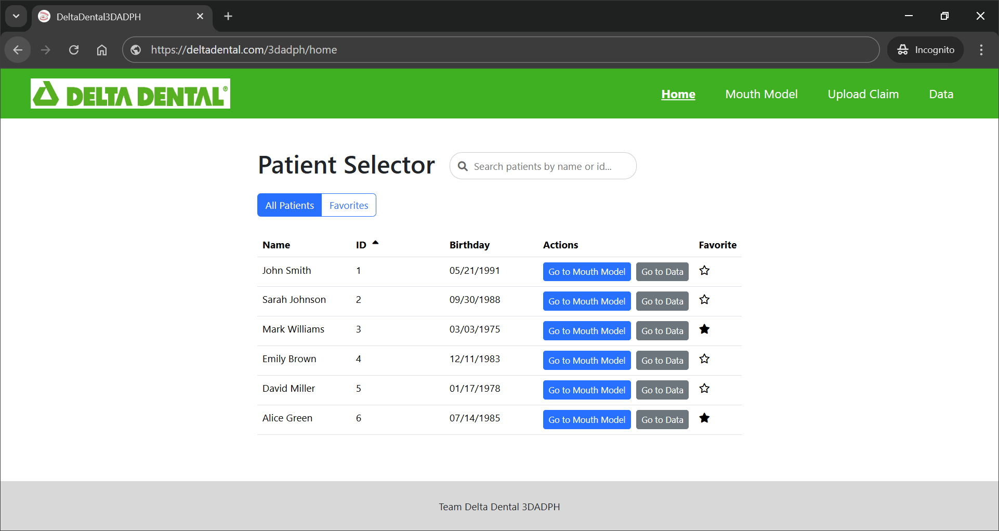 DeltaDental3DADPH
https://deltadental.com/3dadph/home
Incognito
DELTA DENTAL®
Home Mouth Model Upload Claim Data
Patient Selector
Search patients by name or id...
All Patients Favorites
Name ID Birthday Actions Favorite
John Smith 1 05/21/1991 Go to Mouth Model Go to Data
Sarah Johnson 2 09/30/1988 Go to Mouth Model Go to Data
Mark Williams 3 03/03/1975 Go to Mouth Model Go to Data
Emily Brown 4 12/11/1983 Go to Mouth Model Go to Data
David Miller 5 01/17/1978 Go to Mouth Model Go to Data
Alice Green 6 07/14/1985 Go to Mouth Model Go to Data
Team Delta Dental 3DADPH